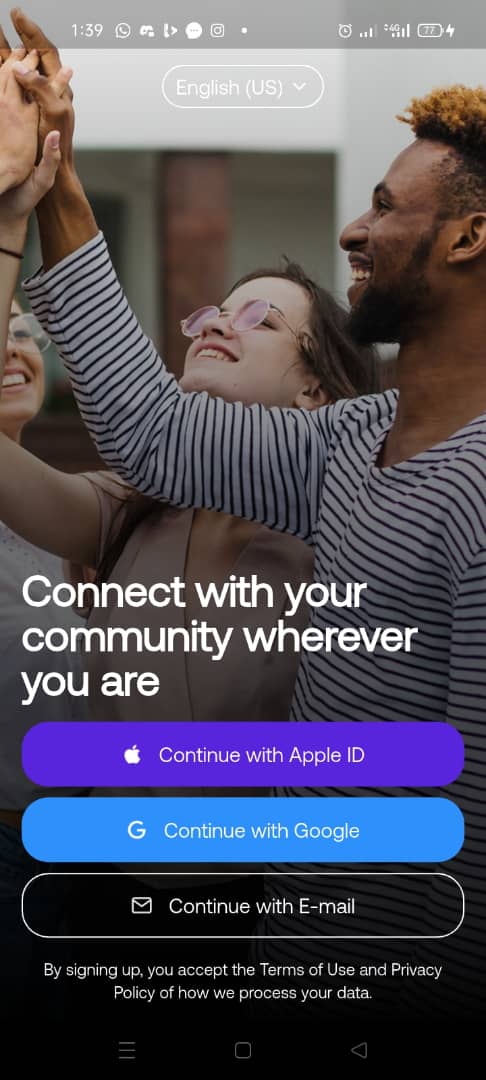 1:39
4G
77
English (US)
Connect with your
community wherever
you are
Continue with Apple ID
G Continue with Google
Continue with E-mail
By signing up, you accept the Terms of Use and Privacy
Policy of how we process your data.